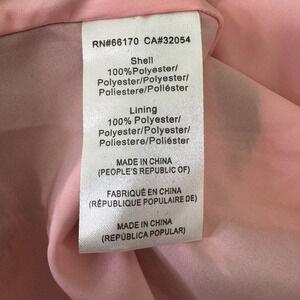 RN#66170 CA#32054
Shell
100%Polyester/
Polyester/Polyester/
Poliestere/Poliéster
Lining
100% Polyester/
Polyester/Polyester/
Poliestere/Poliéster
MADE IN CHINA
(PEOPLE'S REPUBLIC OF)
FABRIQUÉ EN CHINA
(RÉPUBLIQUE POPULAIRE DE)
MADE IN CHINA
(REPÚBLICA POPULAR)